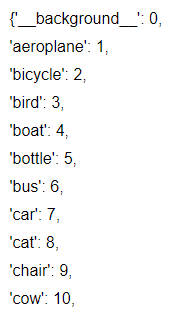 {'__background__': 0,
'aeroplane': 1,
'bicycle': 2,
'bird': 3,
'boat': 4,
'bottle': 5,
'bus': 6,
'car': 7,
'cat': 8,
'chair': 9,
'cow': 10,